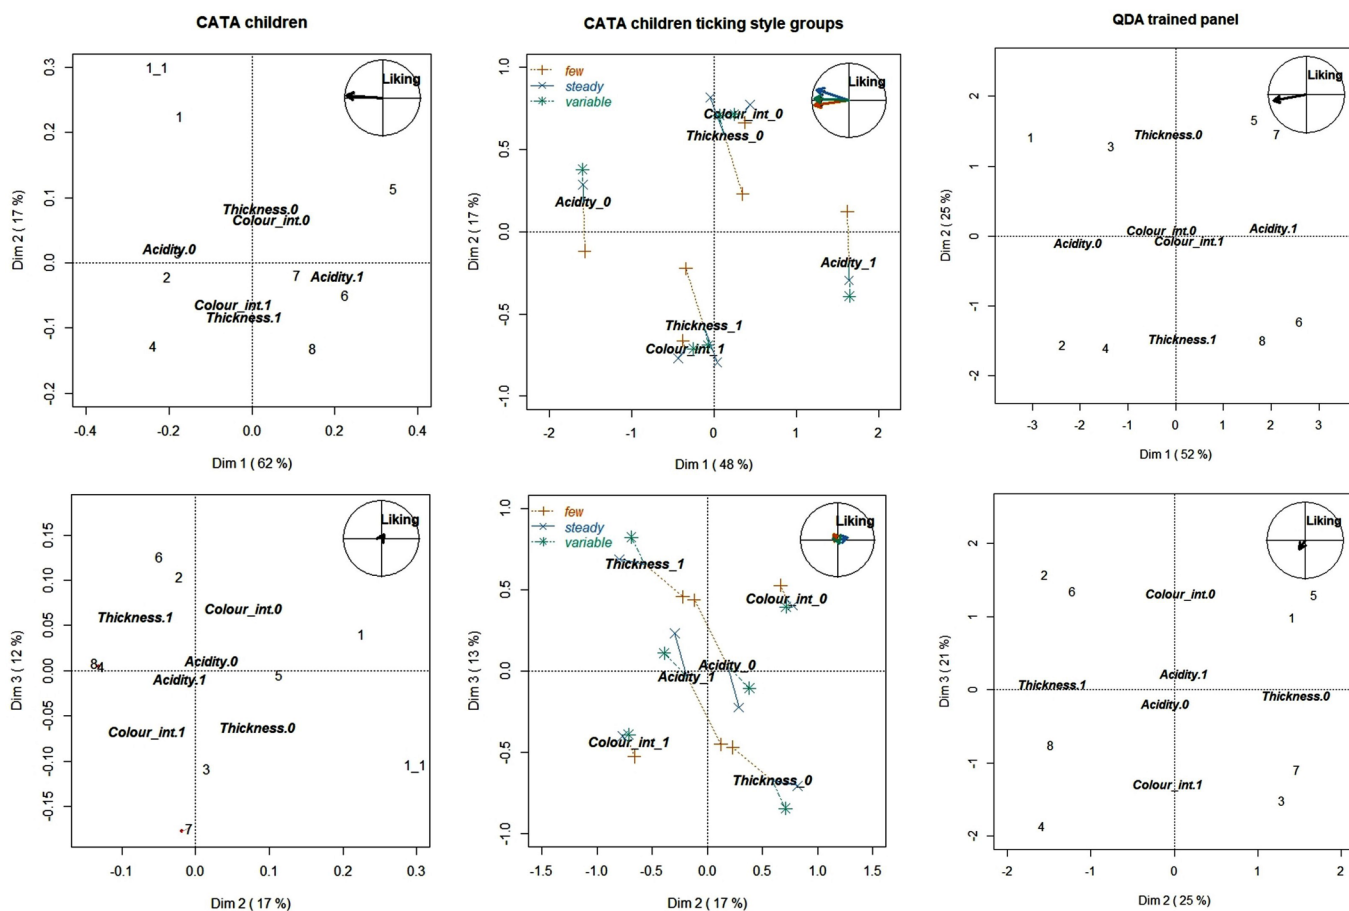 CATA children
CATA children ticking style groups
QDA trained panel
Dim 2 ( 17 %)
0.3
0.2
0.1
0.0
-0.1
-0.2
1_1
1
Liking
5
Thickness.0
Colour_int.0
Acidity.0
2
7
Acidity.1
6
Colour_int.1
Thickness.1
4
8
-0.4
-0.2
0.0
0.2
0.4
Dim 1 ( 62 %)
Dim 2 ( 17 %)
1.0
0.5
0.0
-0.5
-1.0
few
steady
variable
Liking
Colour_int_0
Thickness_0
Acidity_0
Acidity_1
Thickness_1
Colour_int_1
-2
-1
0
1
2
Dim 1 ( 48 %)
Dim 2 ( 25 %)
2
1
0
-1
-2
Liking
1
3
Thickness.0
5
7
Colour_int.0
Acidity.1
Acidity.0
Colour_int.1
6
2
4
Thickness.1
8
-3
-2
-1
0
1
2
3
Dim 1 ( 52 %)
Dim 3 ( 12 %)
0.15
0.10
0.05
0.00
-0.05
-0.10
-0.15
Liking
6
2
Thickness.1
Colour_int.0
1
8
4
Acidity.0
Acidity.1
5
Colour_int.1
Thickness.0
3
1_1
7
-0.1
0.0
0.1
0.2
0.3
Dim 2 ( 17 %)
Dim 3 ( 13 %)
1.0
0.5
0.0
-0.5
-1.0
few
steady
variable
Liking
Thickness_1
Colour_int_0
Acidity_0
Acidity_1
Colour_int_1
Thickness_0
-1.5
-1.0
-0.5
0.0
0.5
1.0
1.5
Dim 2 ( 17 %)
Dim 3 ( 21 %)
2
1
0
-1
-2
Liking
2
6
Colour_int.0
5
1
Acidity.1
Thickness.1
Thickness.0
Acidity.0
8
7
Colour_int.1
3
4
-2
-1
0
1
2
Dim 2 ( 25 %)